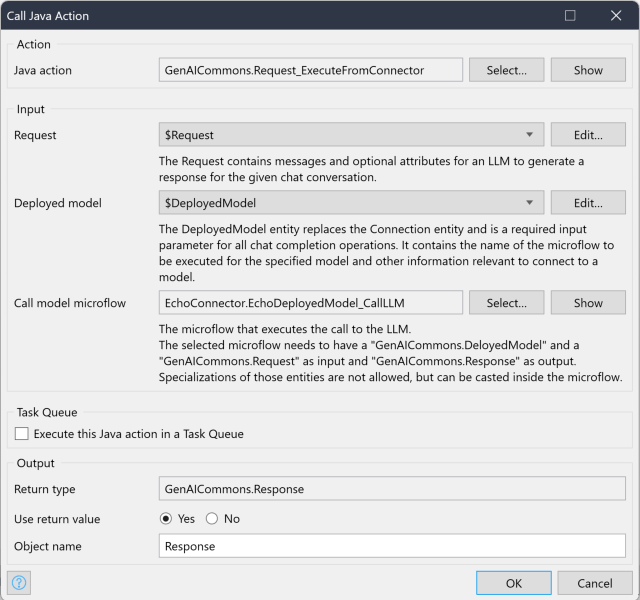 Call Java Action
Action
Java action GenAICommons.Request_ExecuteFromConnector Select... Show
Input
Request $Request Edit...
The Request contains messages and optional attributes for an LLM to generate a
response for the given chat conversation.
Deployed model $DeployedModel Edit...
The DeployedModel entity replaces the Connection entity and is a required input
parameter for all chat completion operations. It contains the name of the microflow to
be executed for the specified model and other information relevant to connect to a
model.
Call model microflow EchoConnector.EchoDeployedModel_CallLLM Select... Show
The microflow that executes the call to the LLM.
The selected microflow needs to have a "GenAICommons.DeloyedModel" and a
"GenAICommons.Request" as input and "GenAICommons.Response" as output.
Specializations of those entities are not allowed, but can be casted inside the microflow.
Task Queue
Execute this Java action in a Task Queue
Output
Return type GenAICommons.Response
Use return value Yes No
Object name Response
? OK Cancel